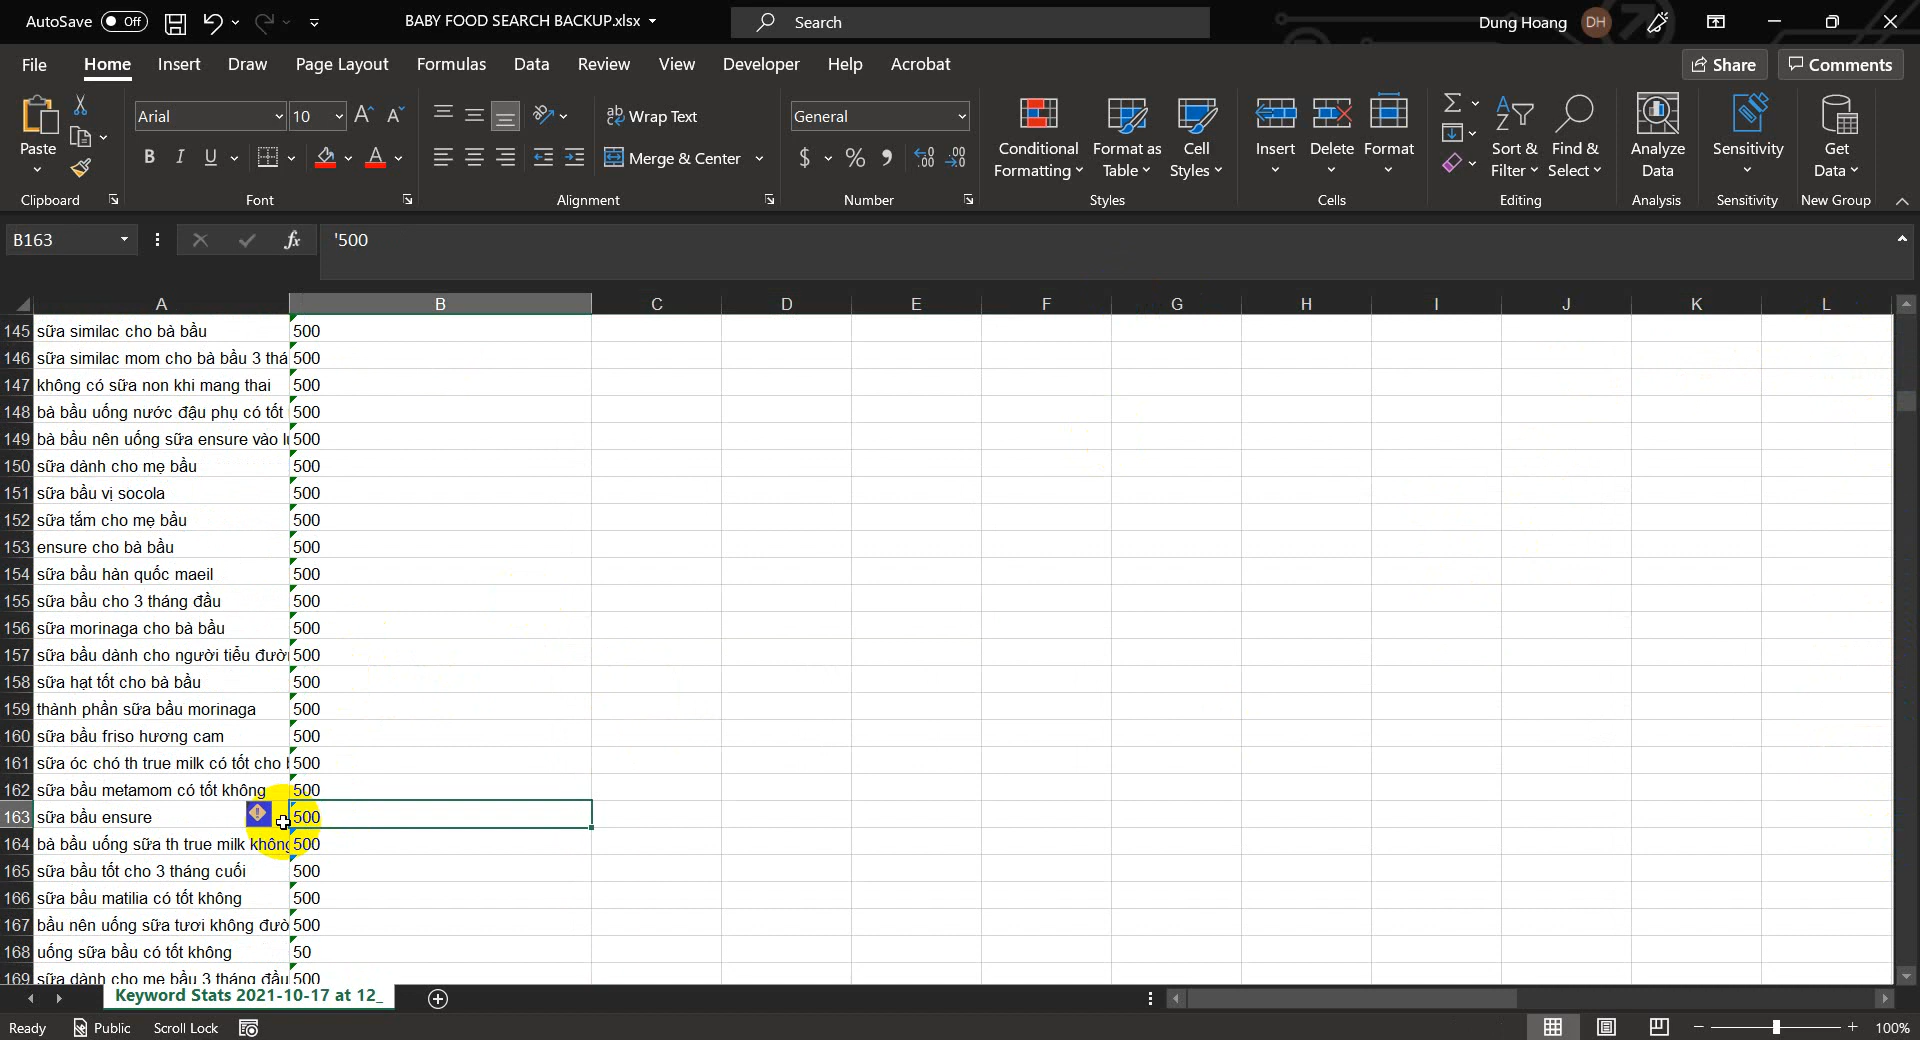 AutoSave Off BABY FOOD SEARCH BACKUP.xlsx Search Dung Hoang DH
File Home Insert Draw Page Layout Formulas Data Review View Developer Help Acrobat Share Comments
Paste Arial 10 Wrap Text General Conditional Formatting Format as Table Cell Styles Insert Delete Format Sort & Filter Find & Select Analyze Data Sensitivity Get Data
B I U Merge & Center $ %
Clipboard Font Alignment Number Styles Cells Editing Analysis Sensitivity New Group
B163 fx '500
A B C D E F G H I J K L
145 sữa similac cho bà bầu 500
146 sữa similac mom cho bà bầu 3 thá 500
147 không có sữa non khi mang thai 500
148 bà bầu uống nước đậu phụ có tốt 500
149 bà bầu nên uống sữa ensure vào 500
150 sữa dành cho mẹ bầu 500
151 sữa bầu vị socola 500
152 sữa tắm cho mẹ bầu 500
153 ensure cho bà bầu 500
154 sữa bầu hàn quốc maeil 500
155 sữa bầu cho 3 tháng đầu 500
156 sữa morinaga cho bà bầu 500
157 sữa bầu dành cho người tiểu đườ 500
158 sữa hạt tốt cho bà bầu 500
159 thành phần sữa bầu morinaga 500
160 sữa bầu friso hương cam 500
161 sữa óc chó th true milk có tốt cho 500
162 sữa bầu metamom có tốt không 500
163 sữa bầu ensure 500
164 bà bầu uống sữa th true milk không 500
165 sữa bầu tốt cho 3 tháng cuối 500
166 sữa bầu matilia có tốt không 500
167 bầu nên uống sữa tươi không đườ 500
168 uống sữa bầu có tốt không 50
169 sữa dành cho mẹ bầu 3 tháng đầu 500
Keyword Stats 2021-10-17 at 12_
Ready Public Scroll Lock 100%